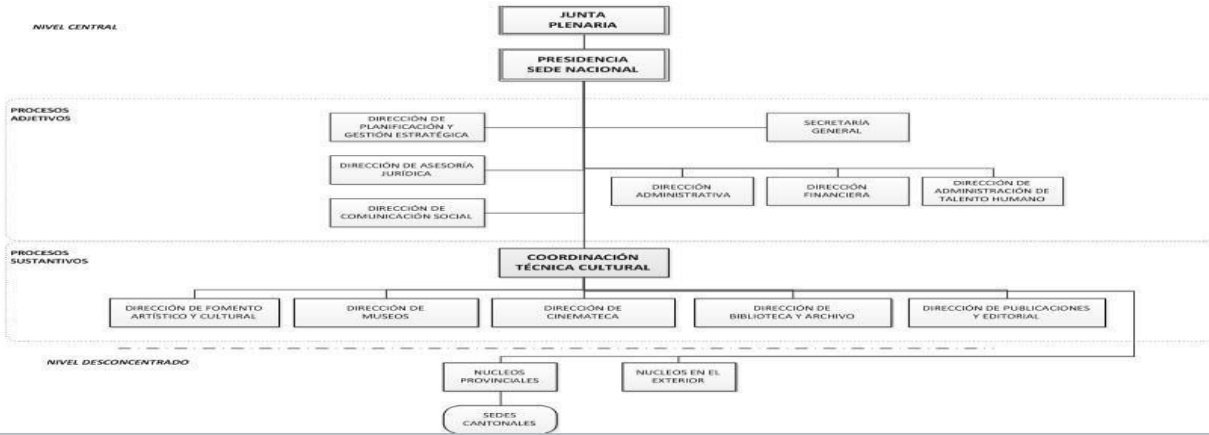 JUNTA
PLENARIA
NIVEL CENTRAL
PRESIDENCIA
SEDE NACIONAL
PROCESOS
ADJETIVOS
DIRECCIÓN DE
PLANIFICACIÓN Y
GESTIÓN ESTRATÉGICA
SECRETARÍA
GENERAL
DIRECCIÓN DE ASESORÍA
JURÍDICA
DIRECCIÓN
ADMINISTRATIVA
DIRECCIÓN
FINANCIERA
DIRECCIÓN DE
ADMINISTRACIÓN DE
TALENTO HUMANO
DIRECCIÓN DE
COMUNICACIÓN SOCIAL
PROCESOS
SUSTANTIVOS
COORDINACIÓN
TÉCNICA CULTURAL
DIRECCIÓN DE FOMENTO
ARTÍSTICO Y CULTURAL
DIRECCIÓN DE
MUSEOS
DIRECCIÓN DE
CINEMATECA
DIRECCIÓN DE
BIBLIOTECA Y ARCHIVO
DIRECCIÓN DE PUBLICACIONES
Y EDITORIAL
NIVEL DESCONCENTRADO
NUCLEOS
PROVINCIALES
NUCLEOS EN EL
EXTERIOR
SEDES
CANTONALES